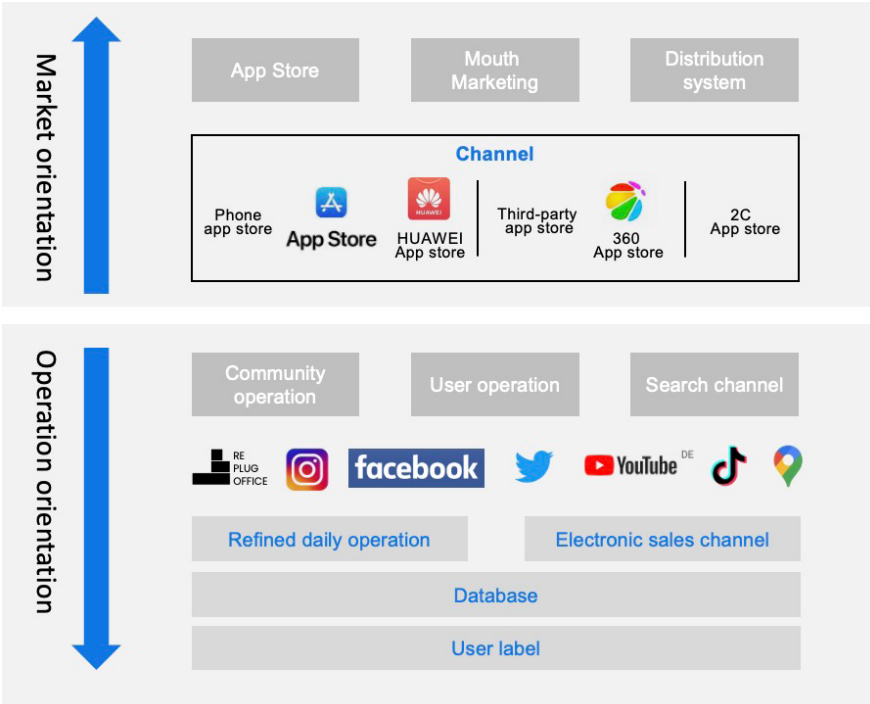 Market orientation
App Store
Mouth
Marketing
Distribution
system
Channel
Phone
app store
App Store
HUAWEI
HUAWEI
App store
Third-party
app store
360
App store
2C
App store
Operation orientation
Community
operation
User operation
Search channel
RE
PLUG
OFFICE
facebook
YouTube DE
Refined daily operation
Electronic sales channel
Database
User label